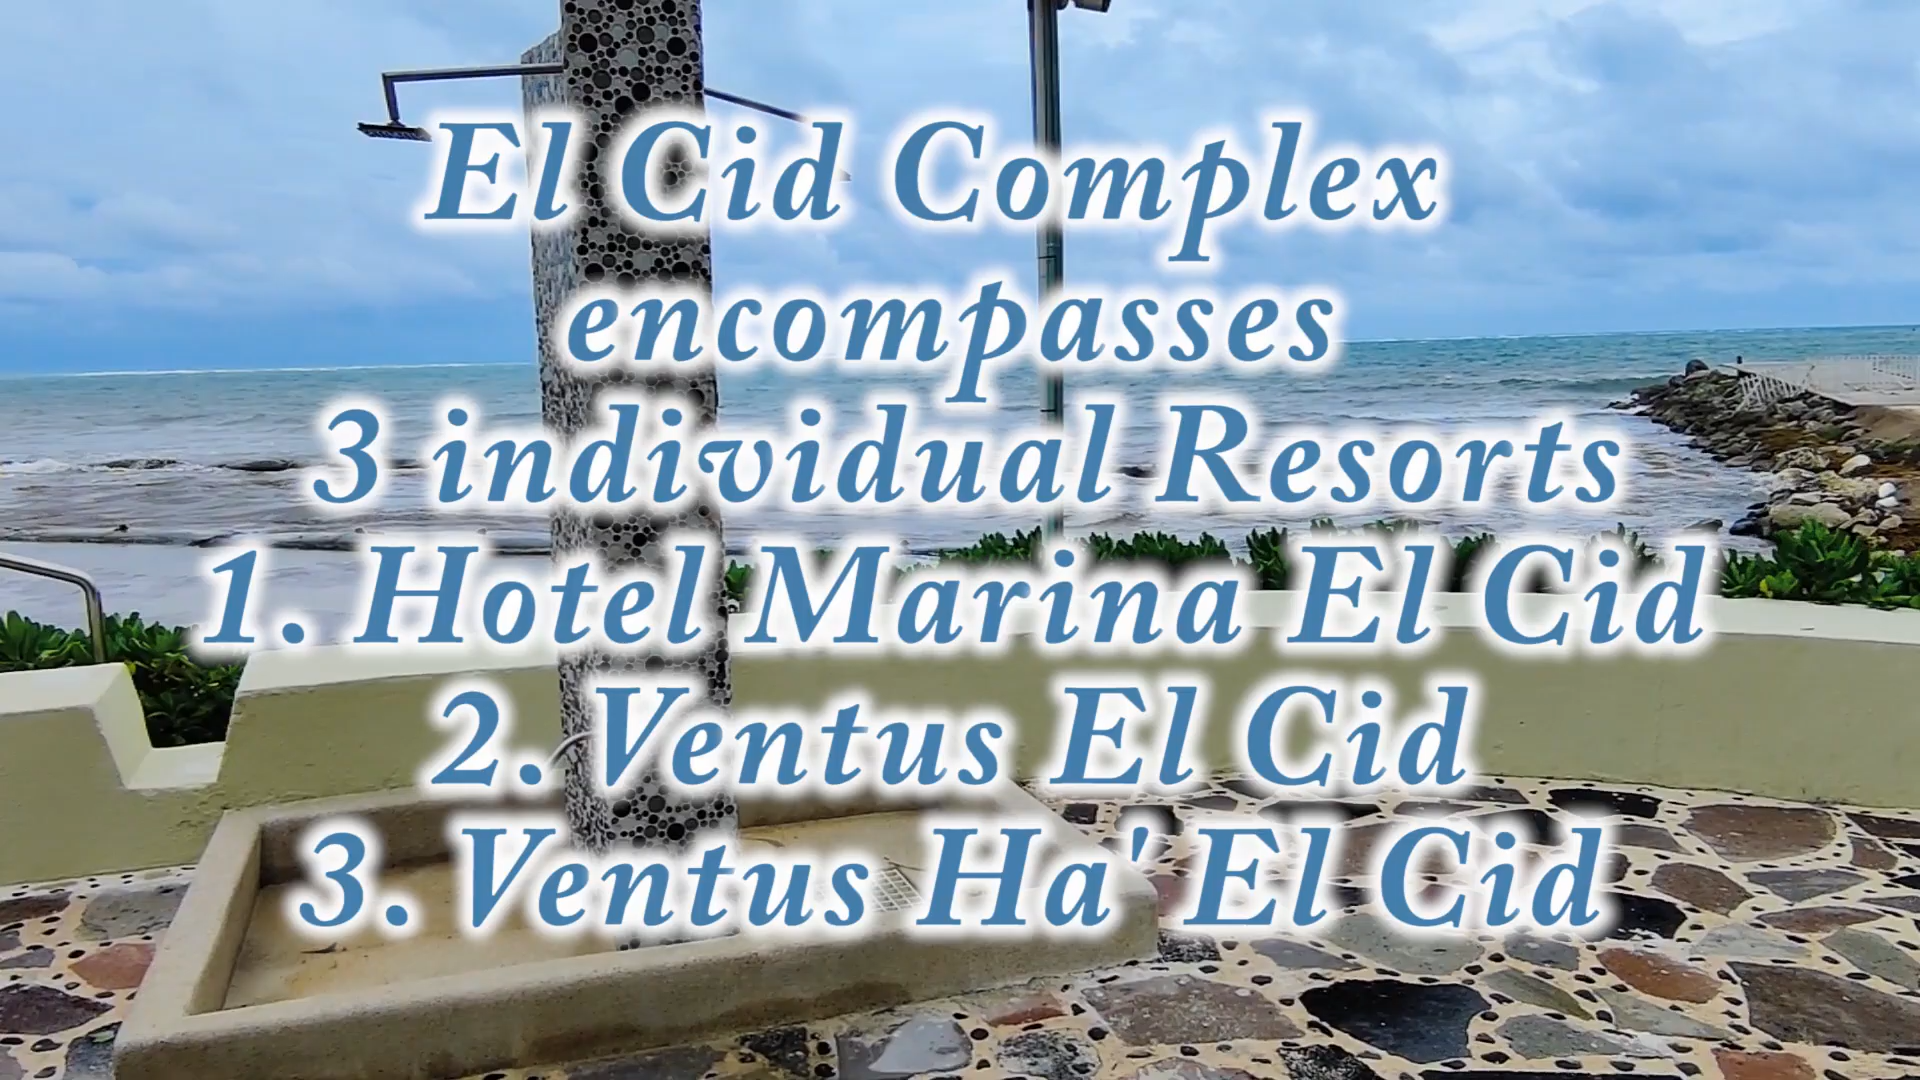 El Cid Complex
encompasses
3 individual Resorts
1. Hotel Marina El Cid
2. Ventus El Cid
3. Ventus Ha' El Cid